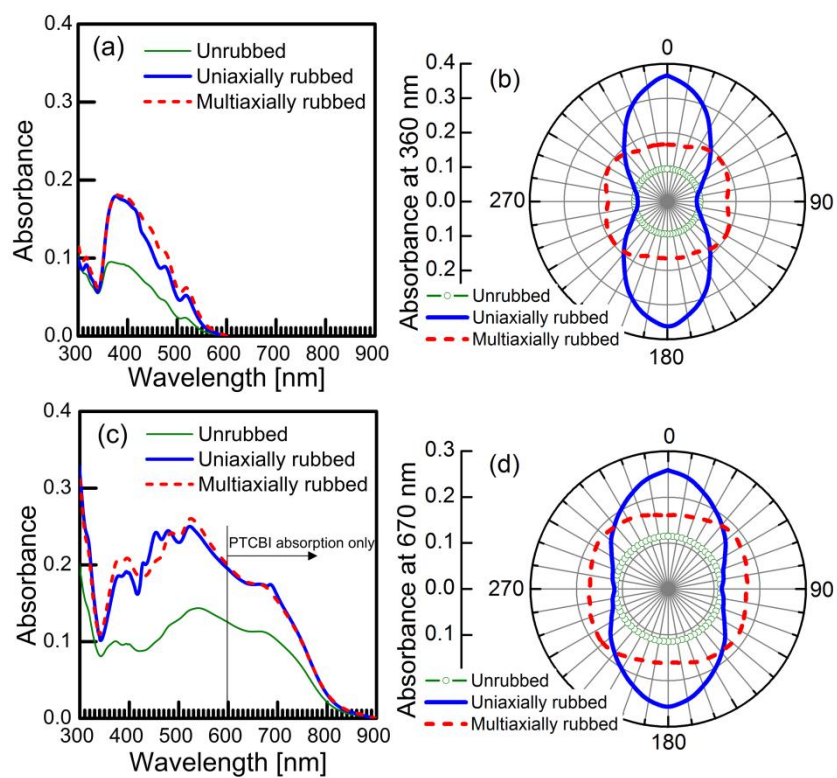 (a)
Unrubbed
Uniaxially rubbed
Multiaxially rubbed
Absorbance
0.4
0.3
0.2
0.1
0.0
300 400 500 600 700 800 900
Wavelength [nm]
(b)
0
Absorbance at 360 nm
0.4
0.3
0.2
0.1
0.0
0.1
0.2
270
90
180
Unrubbed
Uniaxially rubbed
Multiaxially rubbed
(c)
Unrubbed
Uniaxially rubbed
Multiaxially rubbed
PTCBI absorption only
Absorbance
0.4
0.3
0.2
0.1
0.0
300 400 500 600 700 800 900
Wavelength [nm]
(d)
0
Absorbance at 670 nm
0.3
0.2
0.1
0.0
0.1
270
90
180
Unrubbed
Uniaxially rubbed
Multiaxially rubbed